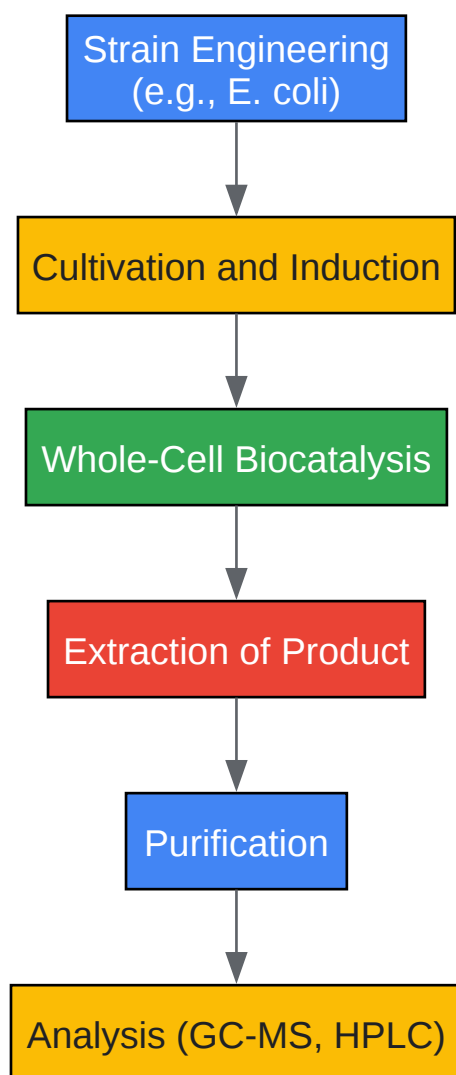 Strain Engineering
(e.g., E. coli)
Cultivation and Induction
Whole-Cell Biocatalysis
Extraction of Product
Purification
Analysis (GC-MS, HPLC)